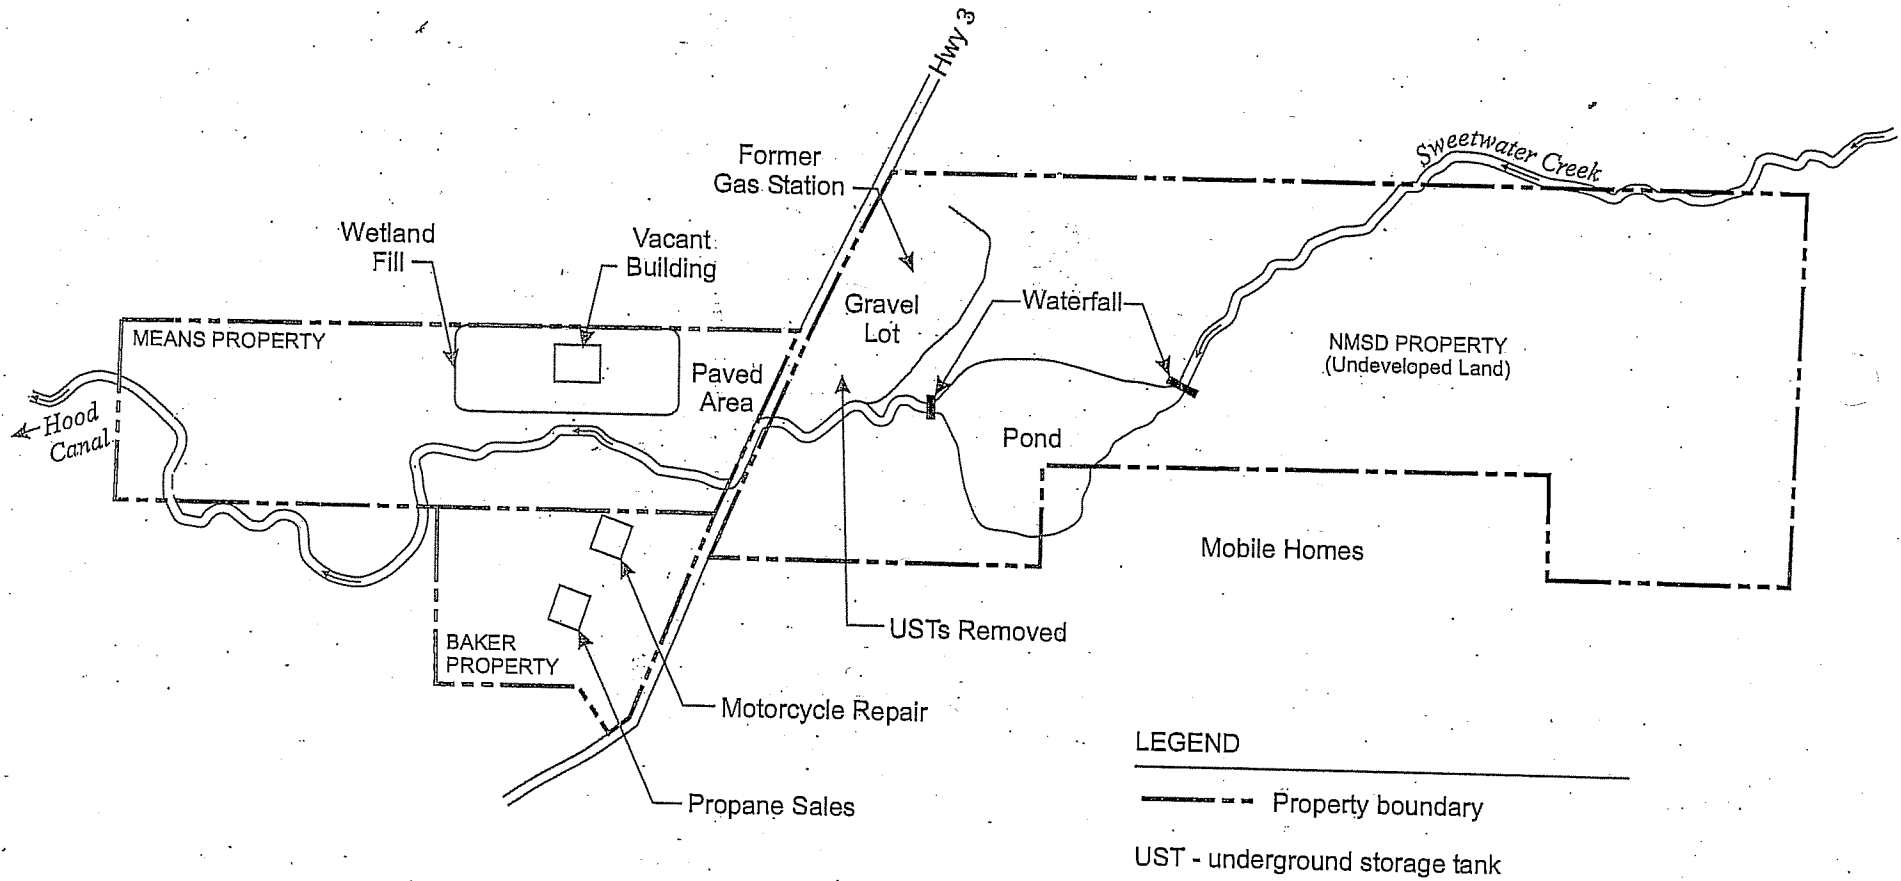 Hwy 3
Former
Gas Station
Sweetwater Creek
Wetland
Fill
Vacant
Building
Gravel
Lot
Waterfall
MEANS PROPERTY
NMSD PROPERTY
(Undeveloped Land)
Paved
Area
Hood
Canal
Pond
Mobile Homes
USTs Removed
BAKER
PROPERTY
Motorcycle Repair
Propane Sales
LEGEND
Property boundary
UST - underground storage tank